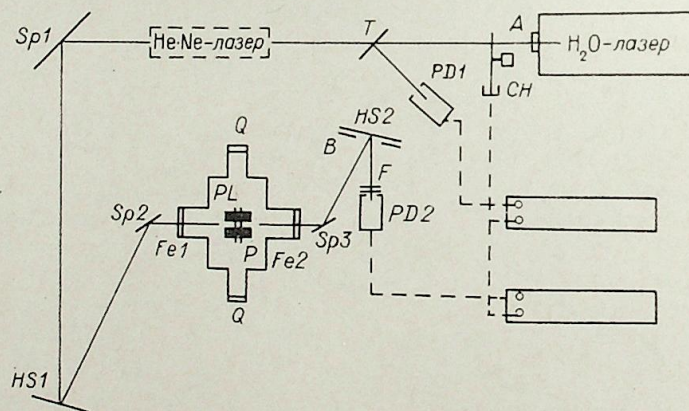 Sp1
He·Ne-лазер
T
A
H₂O-лазер
PD1
CH
HS2
B
F
PD2
Q
PL
Sp2
Fe1
P
Fe2
Sp3
Q
HS1